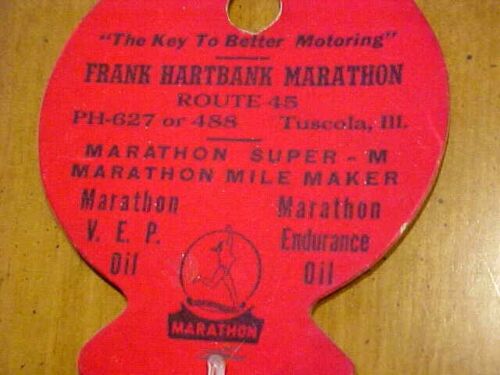 "The Key To Better Motoring"
FRANK HARTBANK MARATHON
ROUTE 45
PH-627 or 488 Tuscola, Ill.
MARATHON SUPER - M
MARATHON MILE MAKER
Marathon
V. E. P.
Oil
Marathon
Endurance
Oil
MARATHON